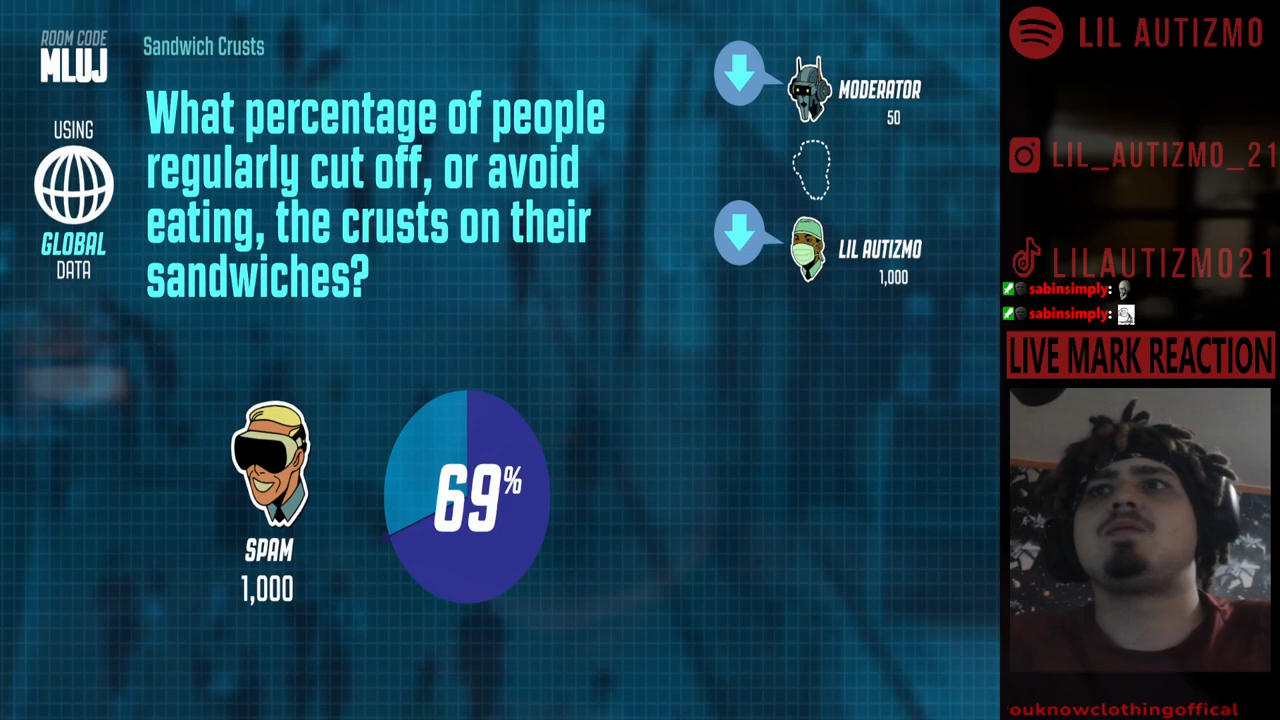 ROOM CODE
MLUJ
Sandwich Crusts
What percentage of people
regularly cut off, or avoid
eating, the crusts on their
sandwiches?
USING
GLOBAL
DATA
MODERATOR
50
LIL AUTIZMO
1,000
69%
SPAM
1,000
LIL AUTIZMO
LIL_AUTIZMO_21
LILAUTIZMO21
sabinsimply:
sabinsimply:
LIVE MARK REACTION
ouknowclothingoffical